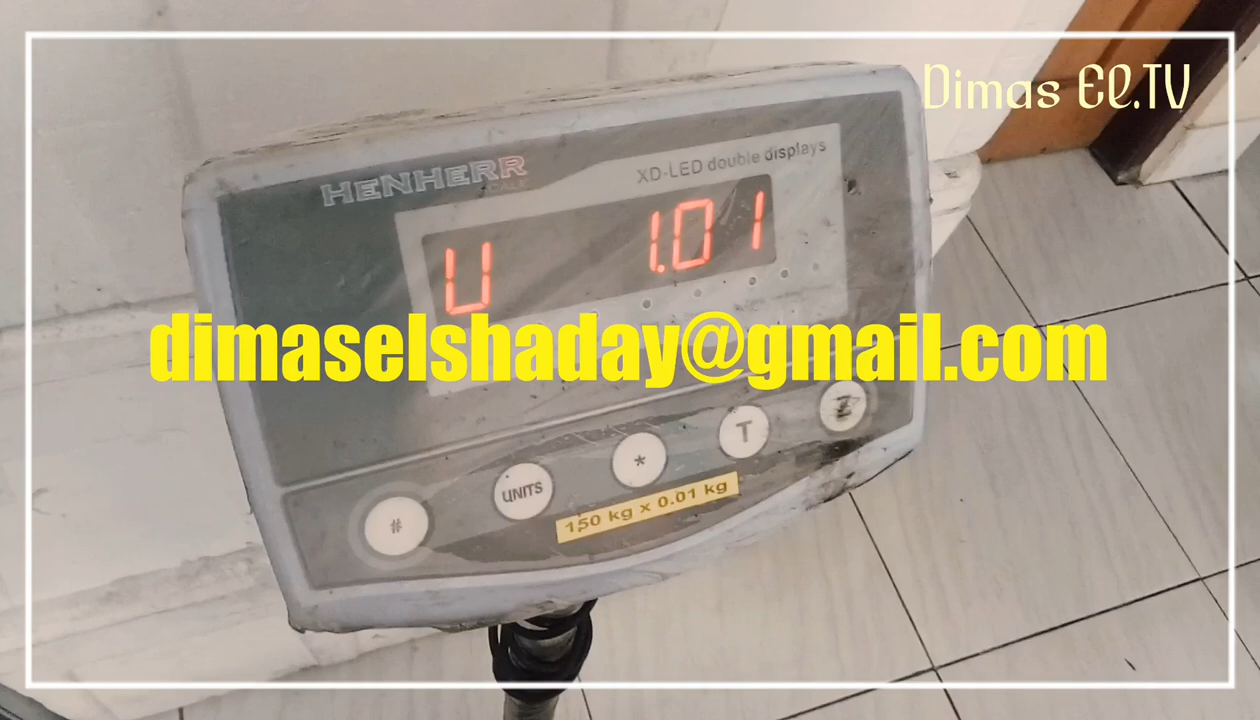 Dimas El.TV
HENHERR
SCALE
XD-LED double displays
U 1.01
dimaselshaday@gmail.com
# UNITS * T Z
150 kg x 0.01 kg